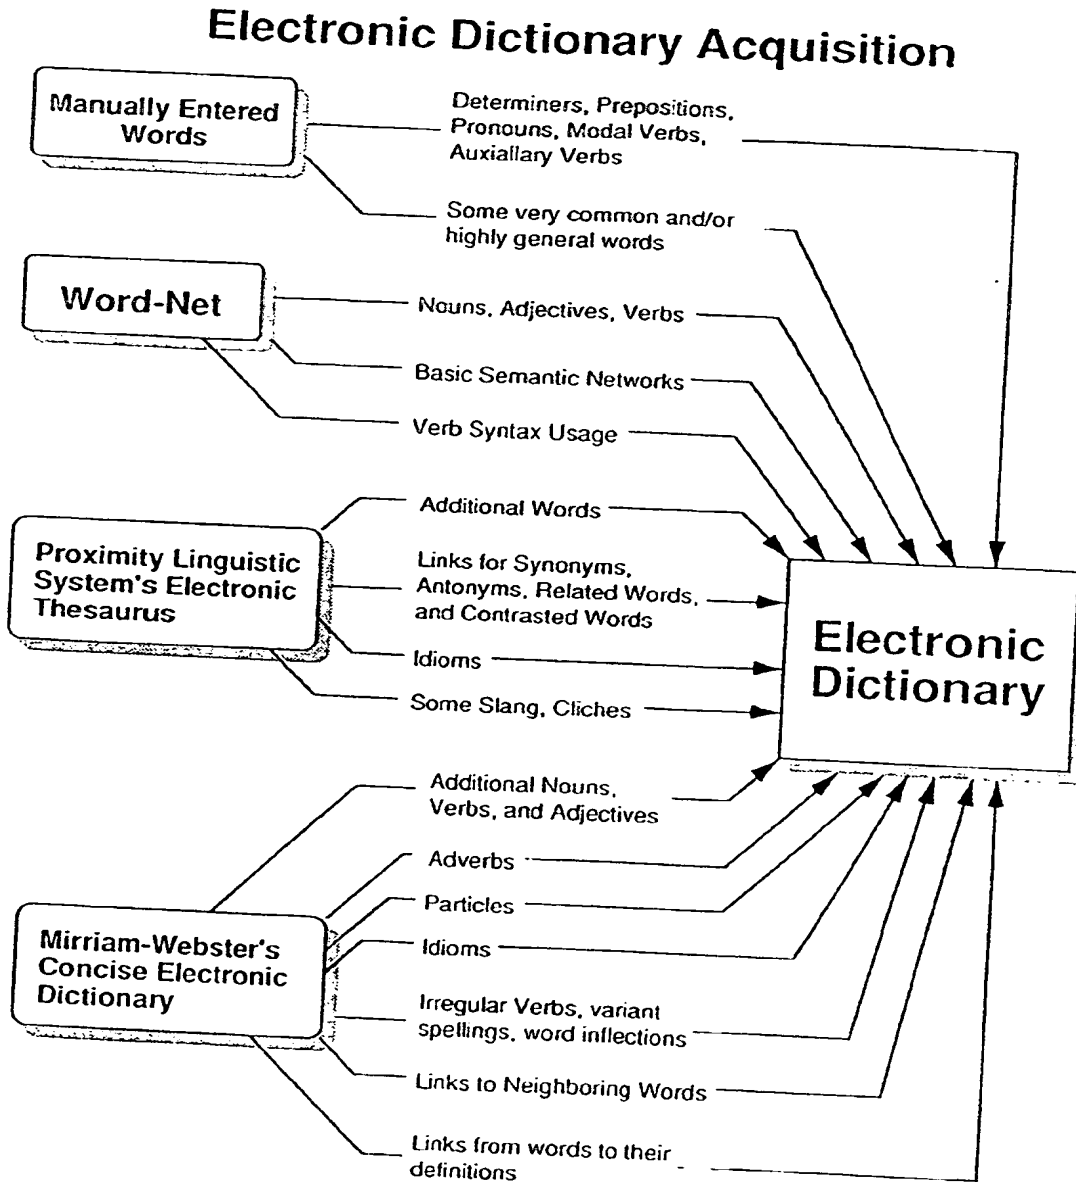 Electronic Dictionary Acquisition
Manually Entered
Words
Determiners, Prepositions,
Pronouns, Modal Verbs,
Auxiallary Verbs
Some very common and/or
highly general words
Word-Net
Nouns, Adjectives, Verbs
Basic Semantic Networks
Verb Syntax Usage
Proximity Linguistic
System's Electronic
Thesaurus
Additional Words
Links for Synonyms,
Antonyms, Related Words,
and Contrasted Words
Idioms
Some Slang, Cliches
Electronic
Dictionary
Mirriam-Webster's
Concise Electronic
Dictionary
Additional Nouns,
Verbs, and Adjectives
Adverbs
Particles
Idioms
Irregular Verbs, variant
spellings, word inflections
Links to Neighboring Words
Links from words to their
definitions